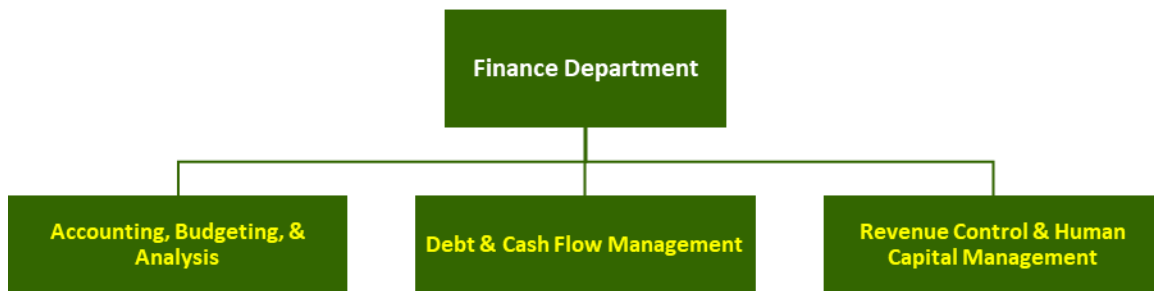 Finance Department
Accounting, Budgeting, &
Analysis
Debt & Cash Flow Management
Revenue Control & Human
Capital Management